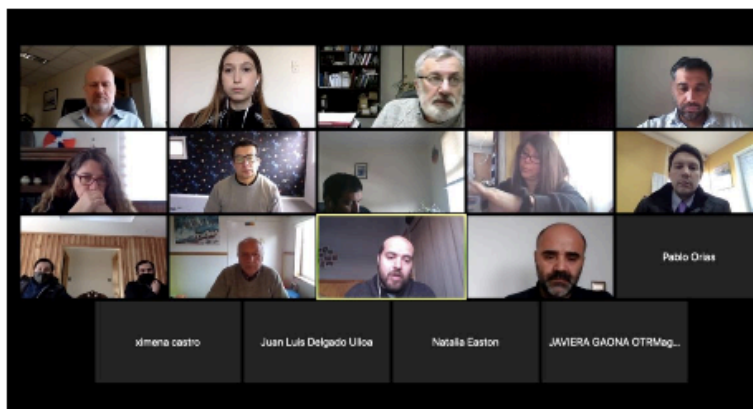 Pablo Orias
ximena castro
Juan Luis Delgado Ulloa
Natalia Easton
JAVIERA GAONA OTRMag...